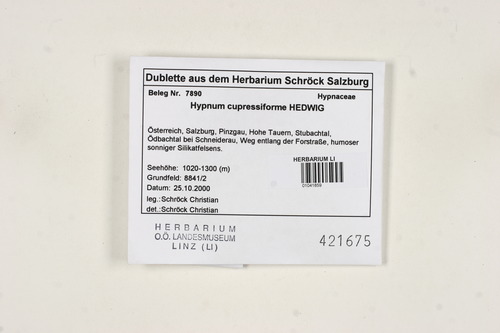 Dublette aus dem Herbarium Schröck Salzburg
Beleg Nr. 7890 Hypnaceae
Hypnum cupressiforme HEDWIG
Österreich, Salzburg, Pinzgau, Hohe Tauern, Stubachtal,
Ödbachtal bei Schneiderau, Weg entlang der Forstraße, humoser
sonniger Silikatfelsens.
HERBARIUM LI
Seehöhe: 1020-1300 (m)
Grundfeld: 8841/2
01041659
Datum: 25.10.2000
leg.:Schröck Christian
det.:Schröck Christian
HERBARIUM
O.Ö. LANDESMUSEUM
LINZ (LI)
421675